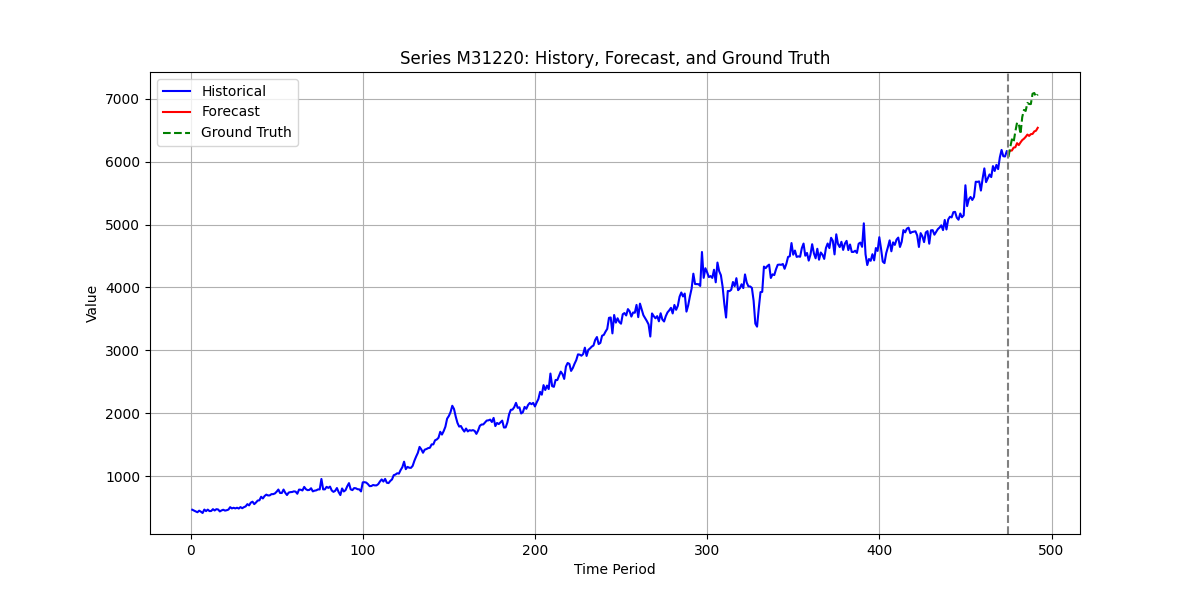 Series M31220: History, Forecast, and Ground Truth
Historical
Forecast
Ground Truth
7000
6000
5000
4000
3000
2000
1000
Value
0 100 200 300 400 500
Time Period